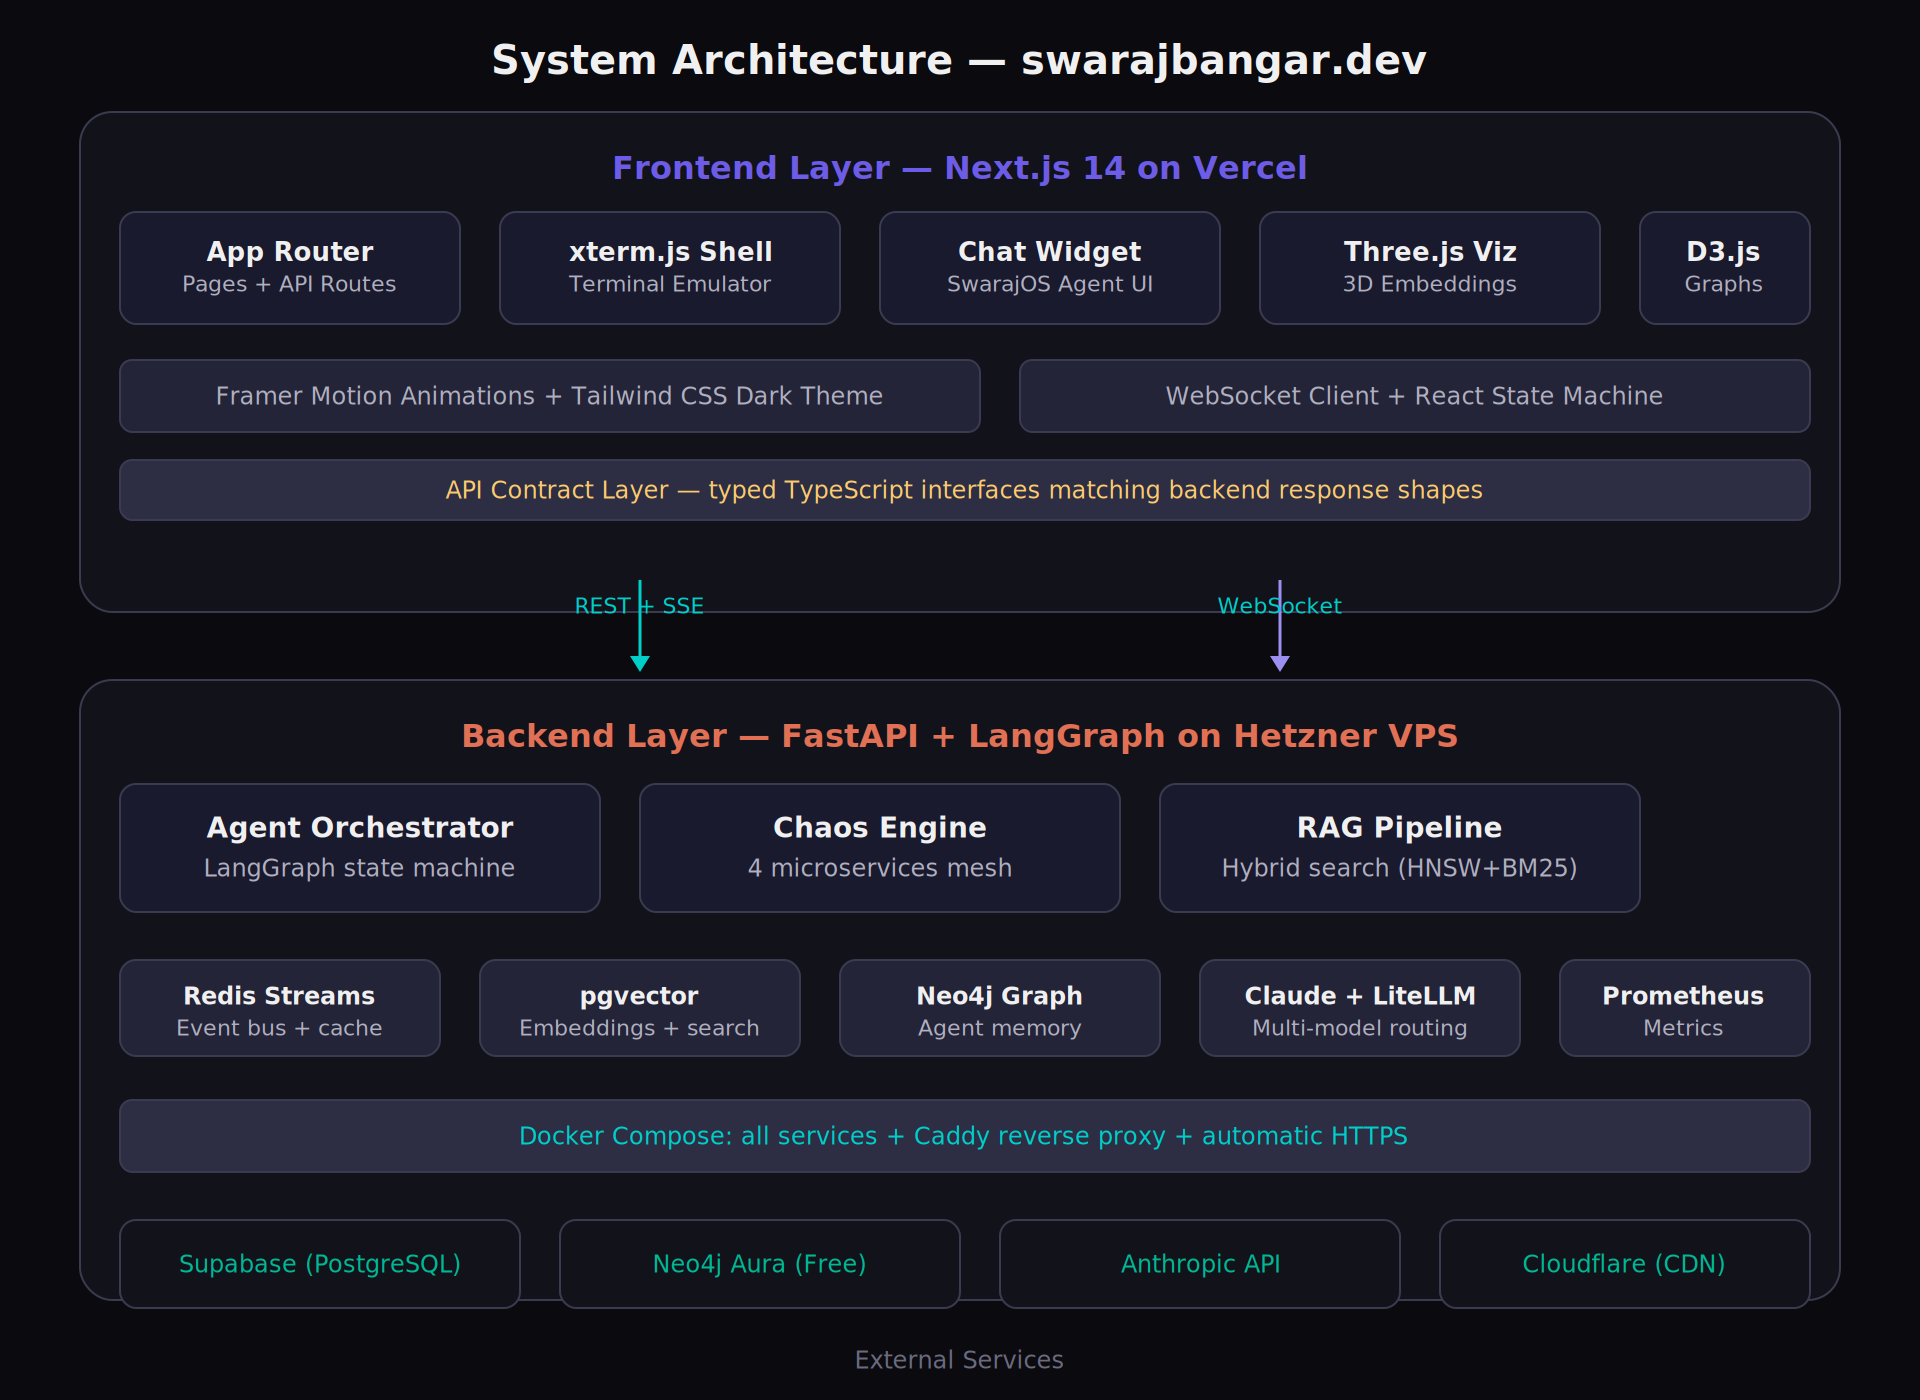 System Architecture — swarajbangar.dev
Frontend Layer — Next.js 14 on Vercel
App Router
Pages + API Routes
xterm.js Shell
Terminal Emulator
Chat Widget
SwarajOS Agent UI
Three.js Viz
3D Embeddings
D3.js
Graphs
Framer Motion Animations + Tailwind CSS Dark Theme
WebSocket Client + React State Machine
API Contract Layer — typed TypeScript interfaces matching backend response shapes
REST + SSE
WebSocket
Backend Layer — FastAPI + LangGraph on Hetzner VPS
Agent Orchestrator
LangGraph state machine
Chaos Engine
4 microservices mesh
RAG Pipeline
Hybrid search (HNSW+BM25)
Redis Streams
Event bus + cache
pgvector
Embeddings + search
Neo4j Graph
Agent memory
Claude + LiteLLM
Multi-model routing
Prometheus
Metrics
Docker Compose: all services + Caddy reverse proxy + automatic HTTPS
Supabase (PostgreSQL)
Neo4j Aura (Free)
Anthropic API
Cloudflare (CDN)
External Services